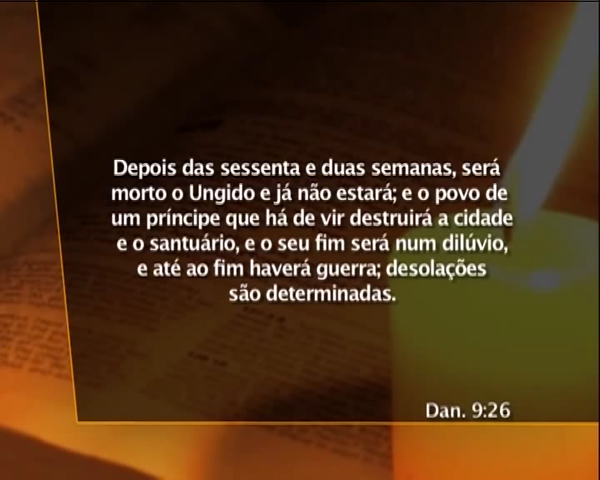 Depois das sessenta e duas semanas, será
morto o Ungido e já não estará; e o povo de
um príncipe que há de vir destruirá a cidade
e o santuário, e o seu fim será num dilúvio,
e até ao fim haverá guerra; desolações
são determinadas.
Dan. 9:26